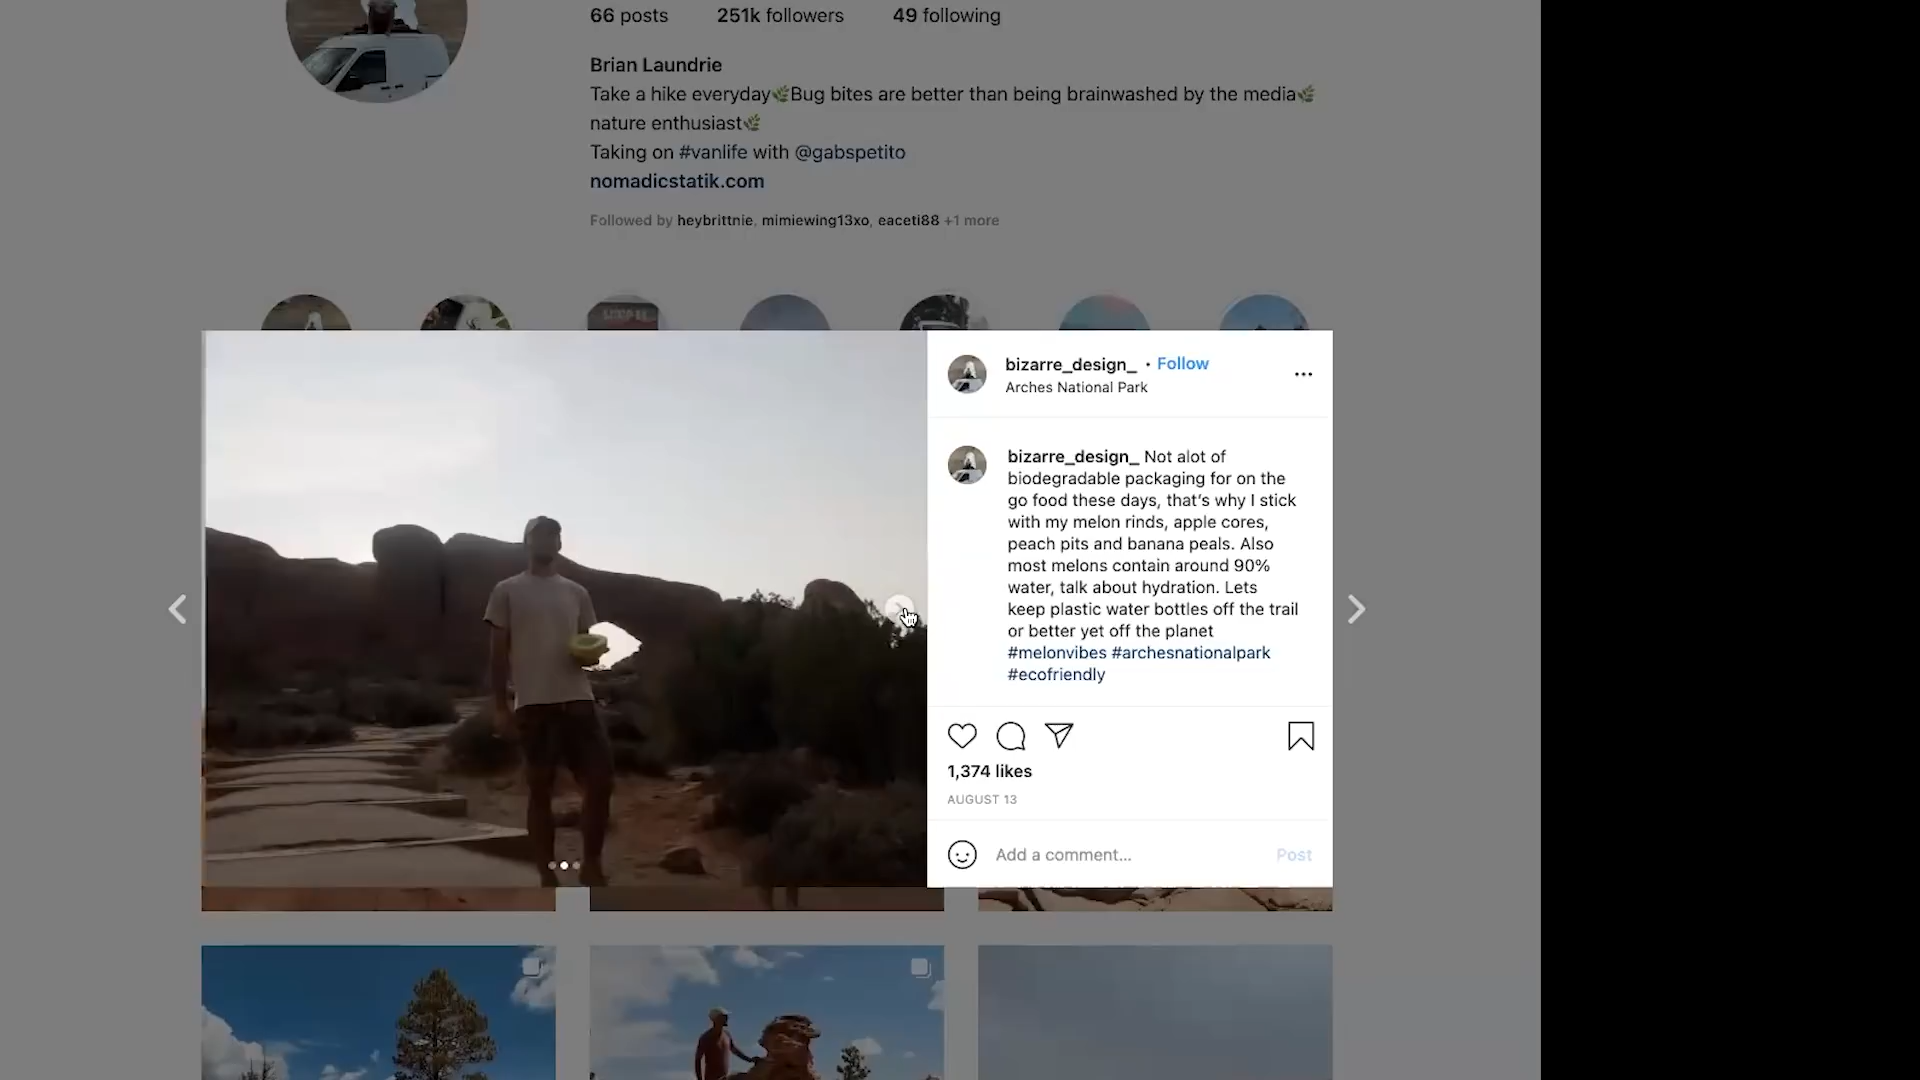 66 posts 251k followers 49 following
Brian Laundrie
Take a hike everyday🌿Bug bites are better than being brainwashed by the media🌿
nature enthusiast🌿
Taking on #vanlife with @gabspetito
nomadicstatik.com
Followed by heybrittnie, mimiewing13xo, eaceti88 +1 more
bizarre_design_ • Follow
Arches National Park
bizarre_design_ Not alot of
biodegradable packaging for on the
go food these days, that's why I stick
with my melon rinds, apple cores,
peach pits and banana peals. Also
most melons contain around 90%
water, talk about hydration. Lets
keep plastic water bottles off the trail
or better yet off the planet
#melonvibes #archesnationalpark
#ecofriendly
1,374 likes
AUGUST 13
Add a comment... Post